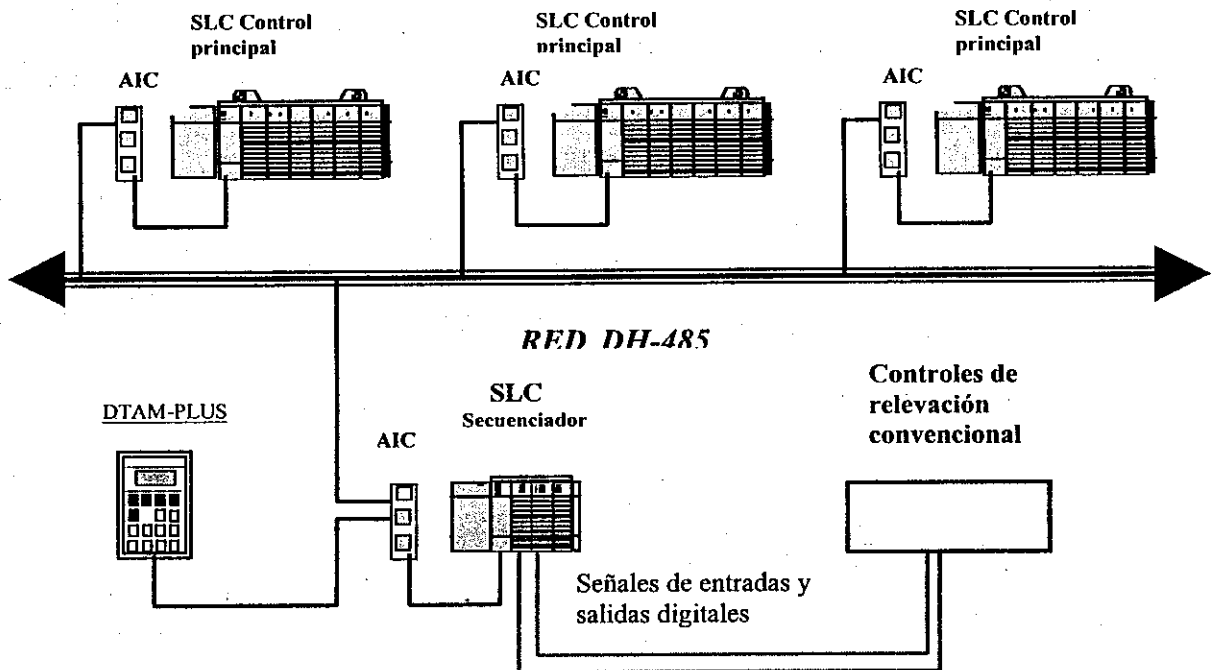 SLC Control
principal
SLC Control
principal
SLC Control
principal
AIC
AIC
AIC
RED DH-485
DTAM-PLUS
AIC
SLC
Secuenciador
Controles de
relevación
convencional
Señales de entradas y
salidas digitales